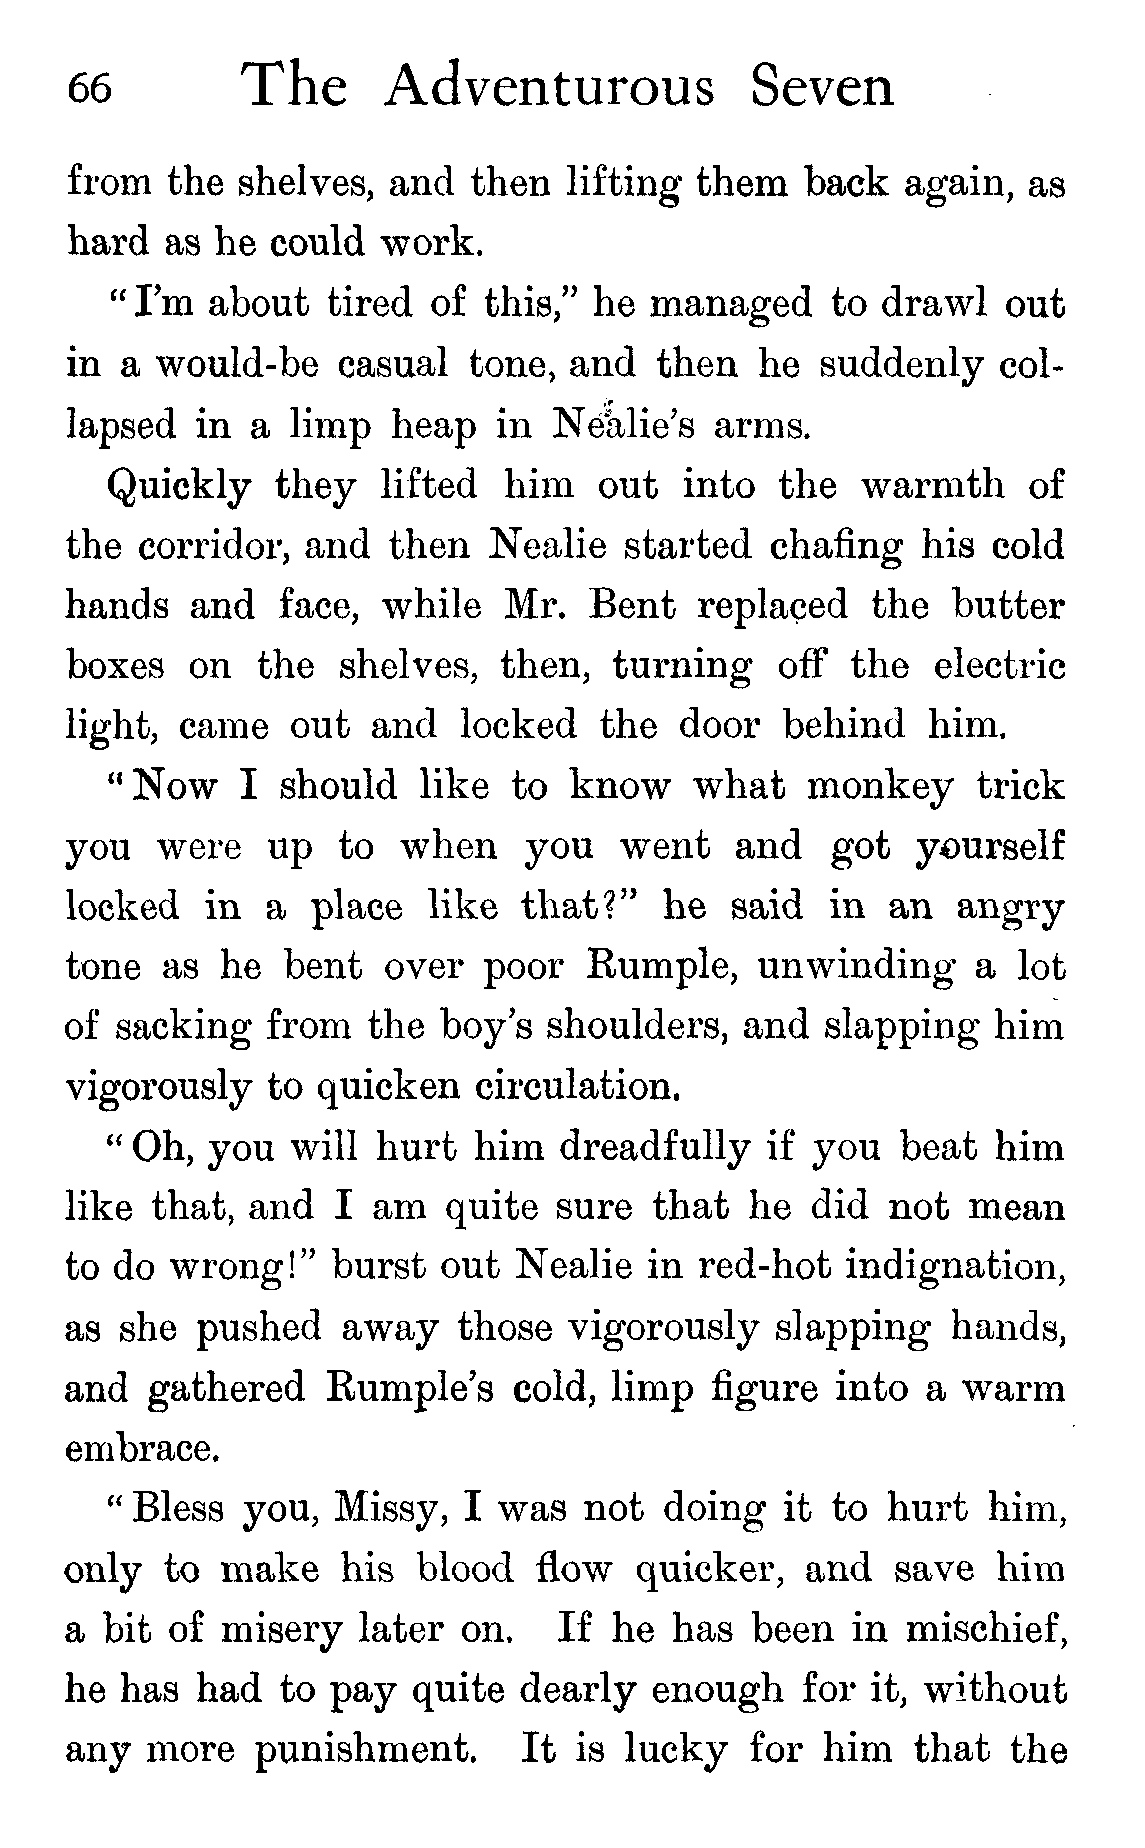 66 The Adventurous Seven
from the shelves, and then lifting them back again, as
hard as he could work.
“I’m about tired of this,” he managed to drawl out
in a would-be casual tone, and then he suddenly col-
lapsed in a limp heap in Nealie’s arms.
Quickly they lifted him out into the warmth of
the corridor, and then Nealie started chafing his cold
hands and face, while Mr. Bent replaced the butter
boxes on the shelves, then, turning off the electric
light, came out and locked the door behind him.
“Now I should like to know what monkey trick
you were up to when you went and got yourself
locked in a place like that?” he said in an angry
tone as he bent over poor Rumple, unwinding a lot
of sacking from the boy’s shoulders, and slapping him
vigorously to quicken circulation.
“Oh, you will hurt him dreadfully if you beat him
like that, and I am quite sure that he did not mean
to do wrong!” burst out Nealie in red-hot indignation,
as she pushed away those vigorously slapping hands,
and gathered Rumple’s cold, limp figure into a warm
embrace.
“Bless you, Missy, I was not doing it to hurt him,
only to make his blood flow quicker, and save him
a bit of misery later on. If he has been in mischief,
he has had to pay quite dearly enough for it, without
any more punishment. It is lucky for him that the